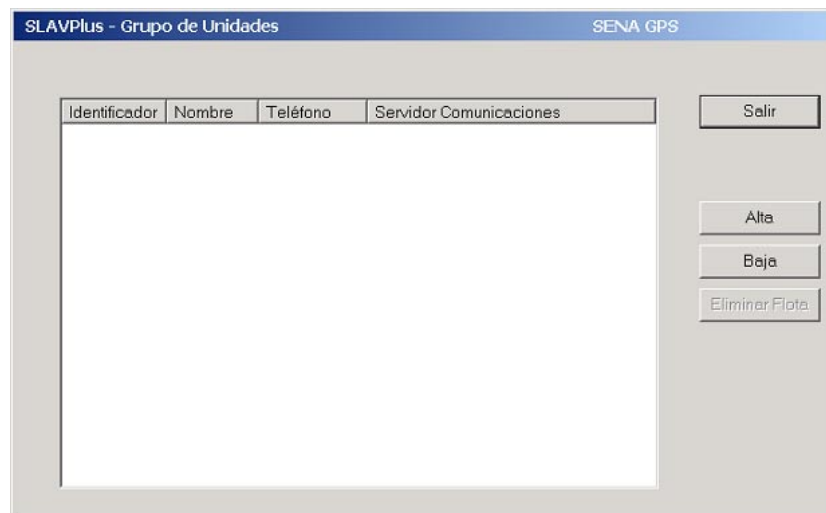 SLAVPlus - Grupo de Unidades SENA GPS
Identificador Nombre Teléfono Servidor Comunicaciones
Salir
Alta
Baja
Eliminar Flota